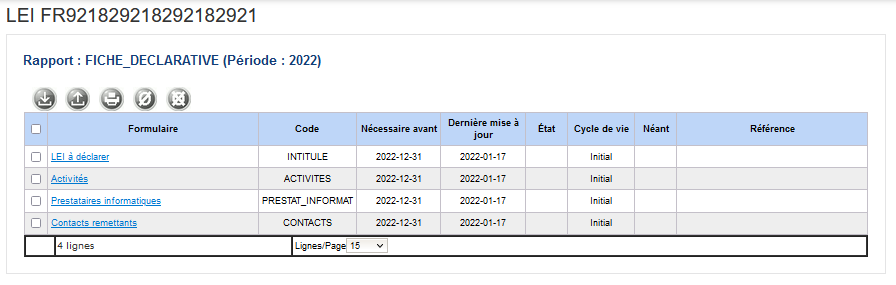 LEI FR921829218292182921
Rapport : FICHE_DECLARATIVE (Période : 2022)
Formulaire Code Nécessaire avant Dernière mise à jour État Cycle de vie Néant Référence
LEI à déclarer INTITULE 2022-12-31 2022-01-17 Initial
Activités ACTIVITES 2022-12-31 2022-01-17 Initial
Prestataires informatiques PRESTAT_INFORMAT 2022-12-31 2022-01-17 Initial
Contacts remettants CONTACTS 2022-12-31 2022-01-17 Initial
4 lignes Lignes/Page 15